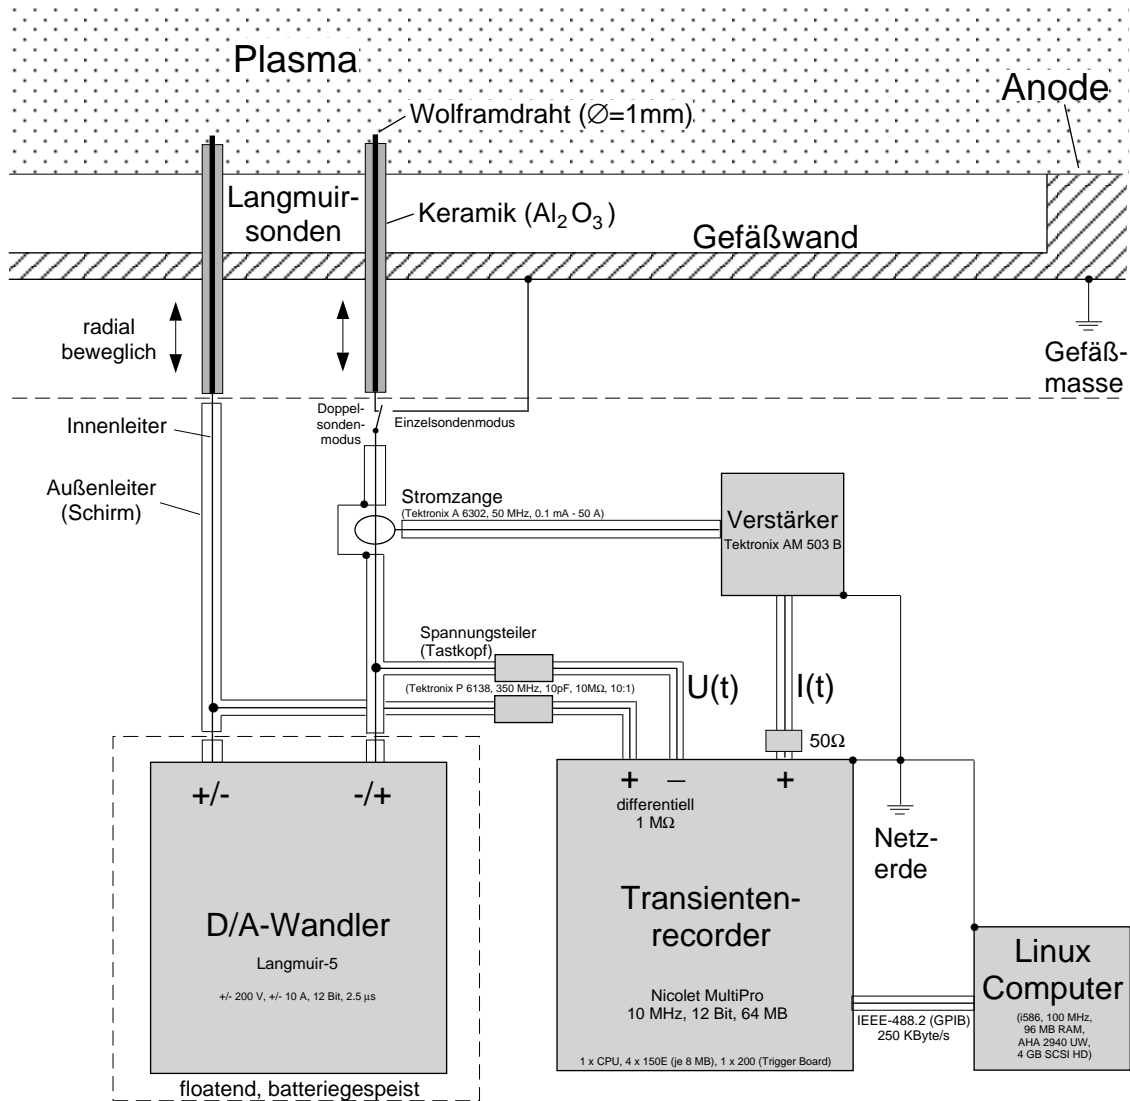 Plasma
Anode
Wolframdraht (∅=1mm)
Langmuir-
sonden
Keramik (Al2O3)
Gefäßwand
radial
beweglich
Gefäß-
masse
Doppel-
sonden-
modus
Einzelsondenmodus
Innenleiter
Außenleiter
(Schirm)
Stromzange
(Tektronix A 6302, 50 MHz, 0.1 mA - 50 A)
Verstärker
Tektronix AM 503 B
Spannungsteiler
(Tastkopf)
(Tektronix P 6138, 350 MHz, 10pF, 10MΩ, 10:1)
U(t)
I(t)
50Ω
+/-
-/+
+ – +
differentiell
1 MΩ
Netz-
erde
D/A-Wandler
Langmuir-5
+/- 200 V, +/- 10 A, 12 Bit, 2.5 µs
floatend, batteriegespeist
Transienten-
recorder
Nicolet MultiPro
10 MHz, 12 Bit, 64 MB
1 x CPU, 4 x 150E (je 8 MB), 1 x 200 (Trigger Board)
IEEE-488.2 (GPIB)
250 KByte/s
Linux
Computer
(i586, 100 MHz,
96 MB RAM,
AHA 2940 UW,
4 GB SCSI HD)